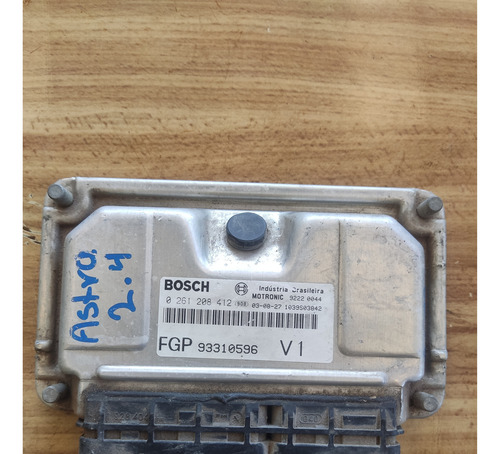 Astra
2.4
BOSCH
Indústria Brasileira
MOTRONIC 9222 0044
0 261 208 412 03-08-27 1039S03842
FGP 93310596 V1